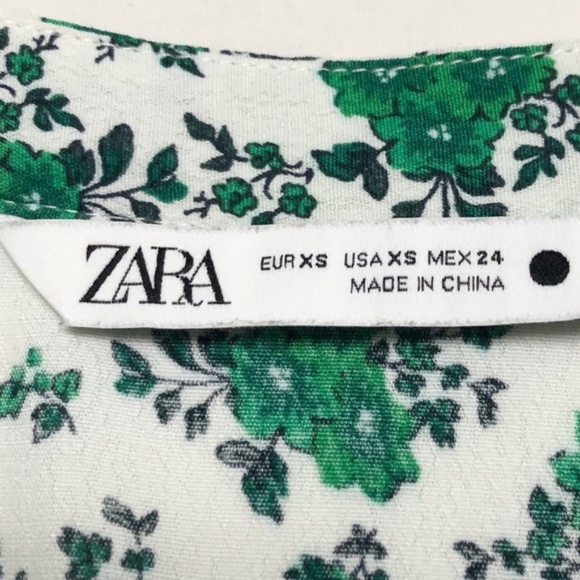 ZARA
EUR XS USA XS MEX 24
MADE IN CHINA